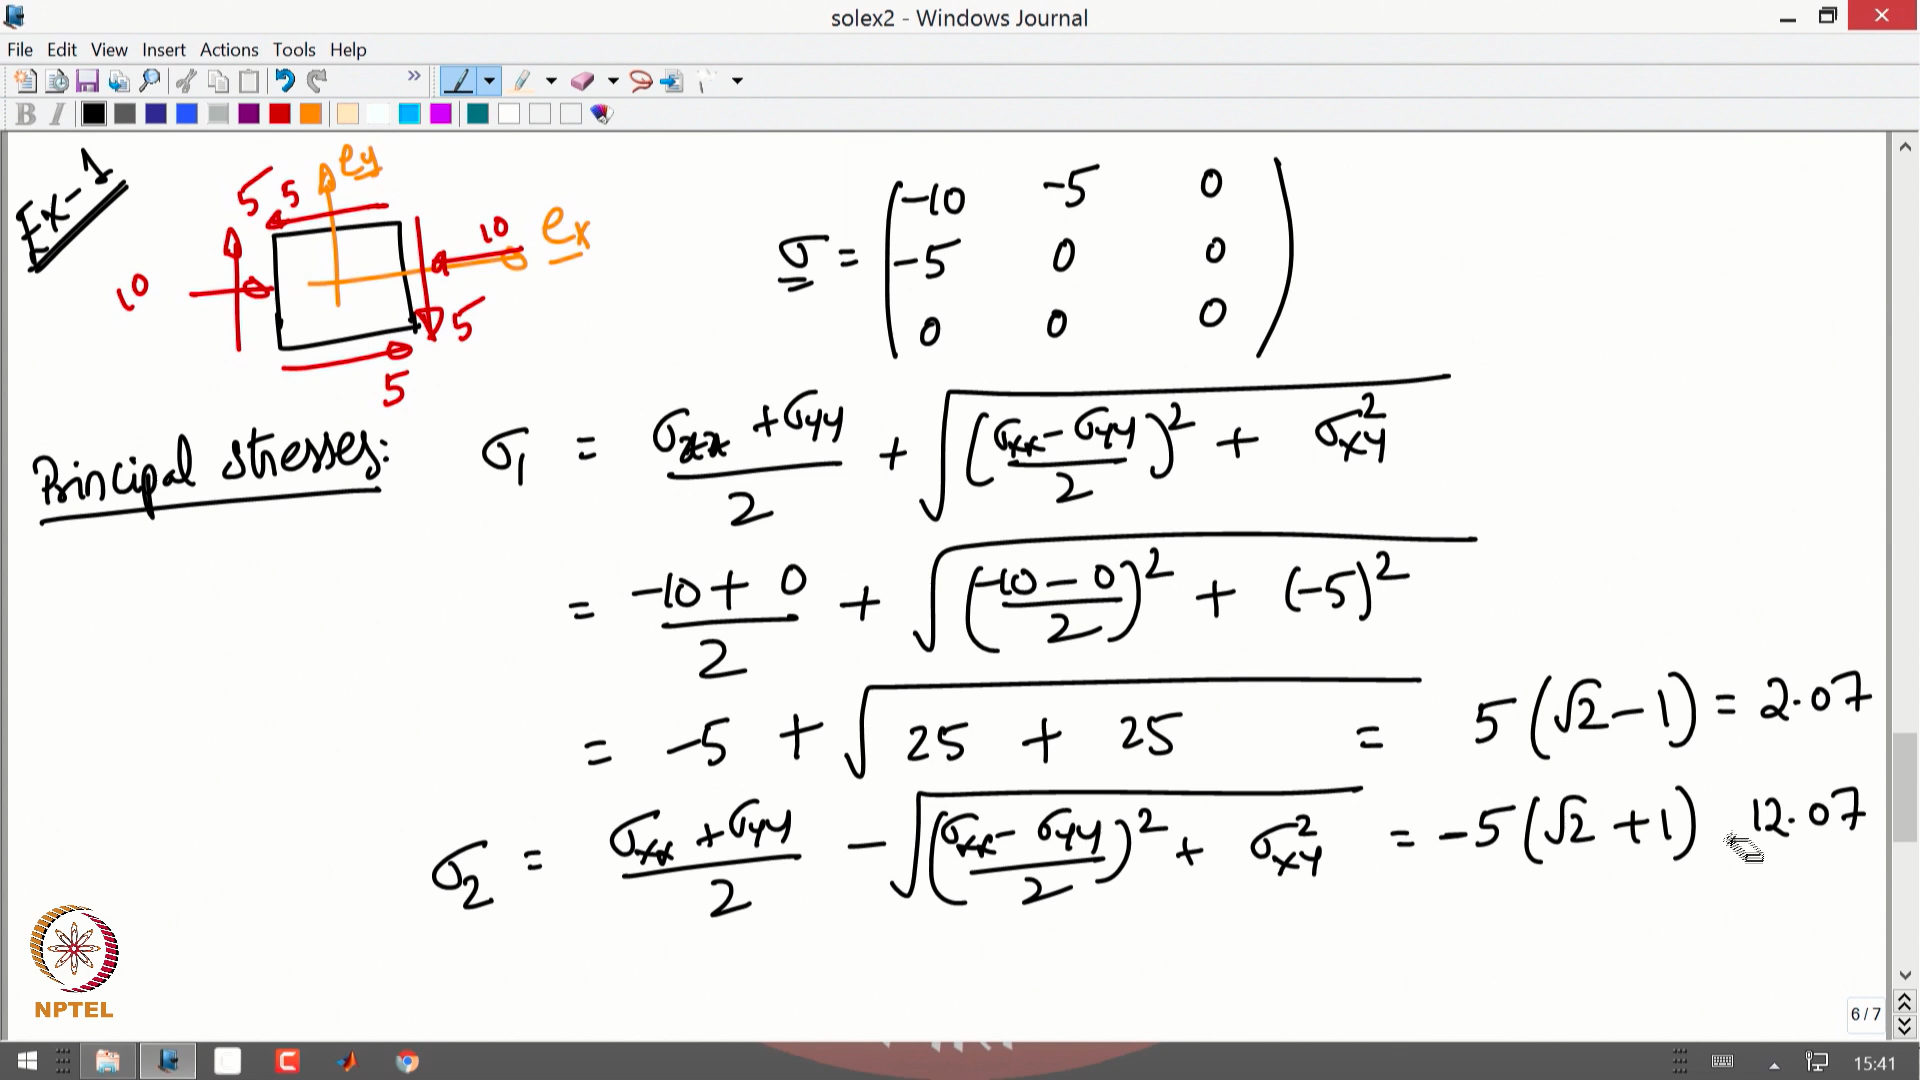 solex2 - Windows Journal
File Edit View Insert Actions Tools Help
B I
Ex-1
5 5 e_y
10 e_x
10
5
5
σ = ( -10 -5 0
-5 0 0
0 0 0 )
Principal stresses: σ₁ = (σxx + σyy)/2 + √(((σxx - σyy)/2)² + σxy²)
= (-10 + 0)/2 + √(((-10 - 0)/2)² + (-5)²)
= -5 + √(25 + 25) = 5(√2 - 1) = 2.07
σ₂ = (σxx + σyy)/2 - √(((σxx - σyy)/2)² + σxy²) = -5(√2 + 1) 12.07
NPTEL
6 / 7
15:41